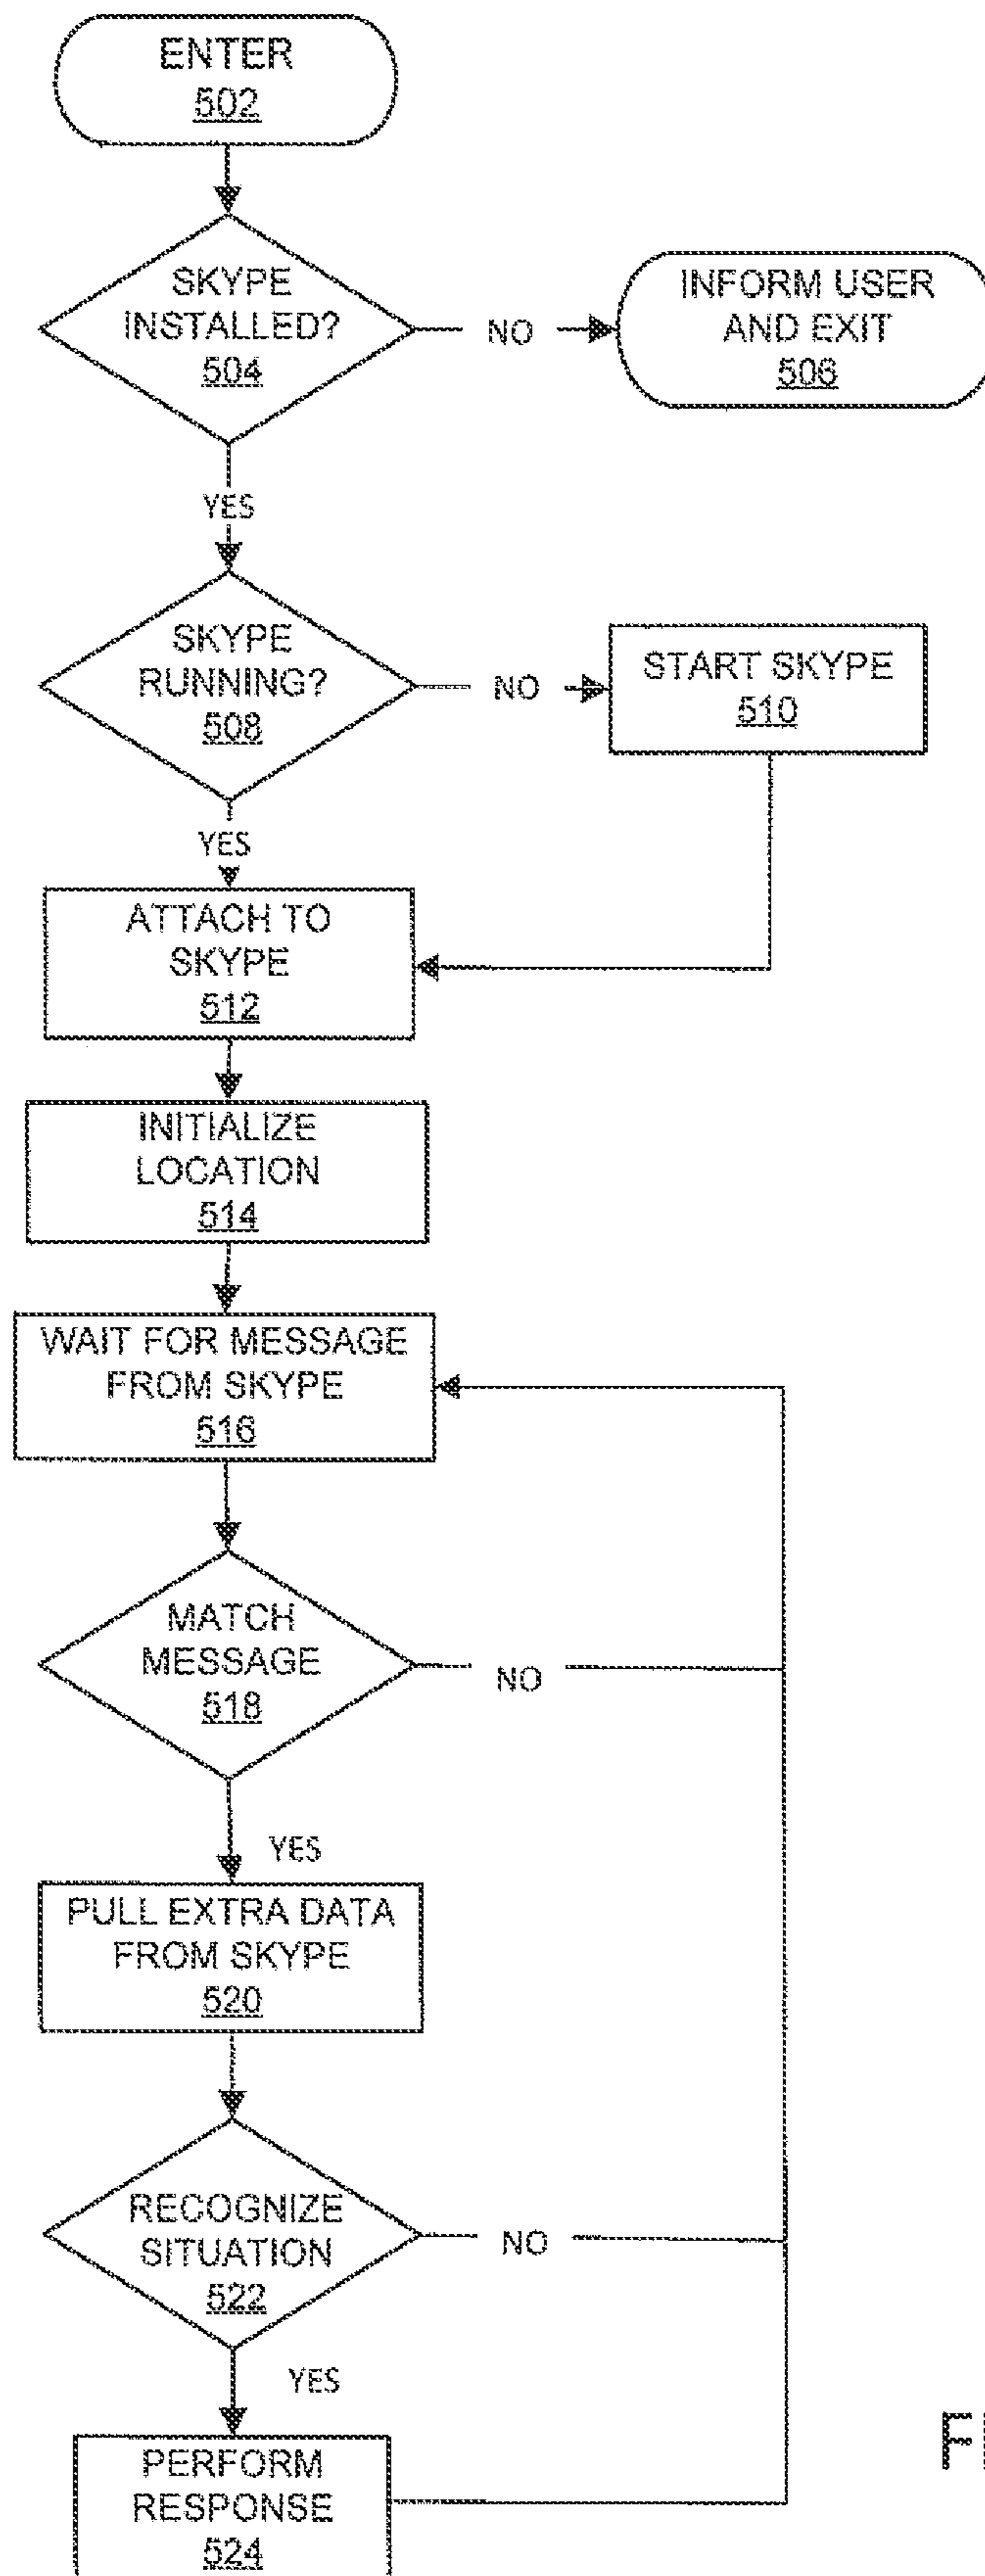 ENTER
502
SKYPE
INSTALLED?
504
NO
INFORM USER
AND EXIT
506
YES
SKYPE
RUNNING?
508
NO
START SKYPE
510
YES
ATTACH TO
SKYPE
512
INITIALIZE
LOCATION
514
WAIT FOR MESSAGE
FROM SKYPE
516
MATCH
MESSAGE
518
NO
YES
PULL EXTRA DATA
FROM SKYPE
520
RECOGNIZE
SITUATION
522
NO
YES
PERFORM
RESPONSE
524